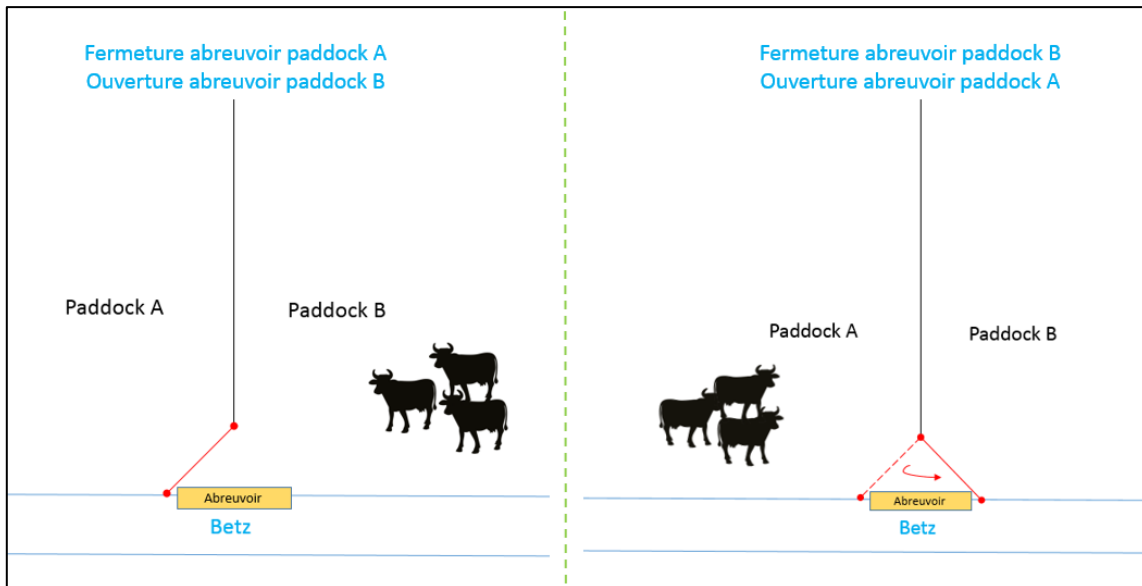 Fermeture abreuvoir paddock A
Ouverture abreuvoir paddock B
Paddock A
Paddock B
Abreuvoir
Betz
Fermeture abreuvoir paddock B
Ouverture abreuvoir paddock A
Paddock A
Paddock B
Abreuvoir
Betz